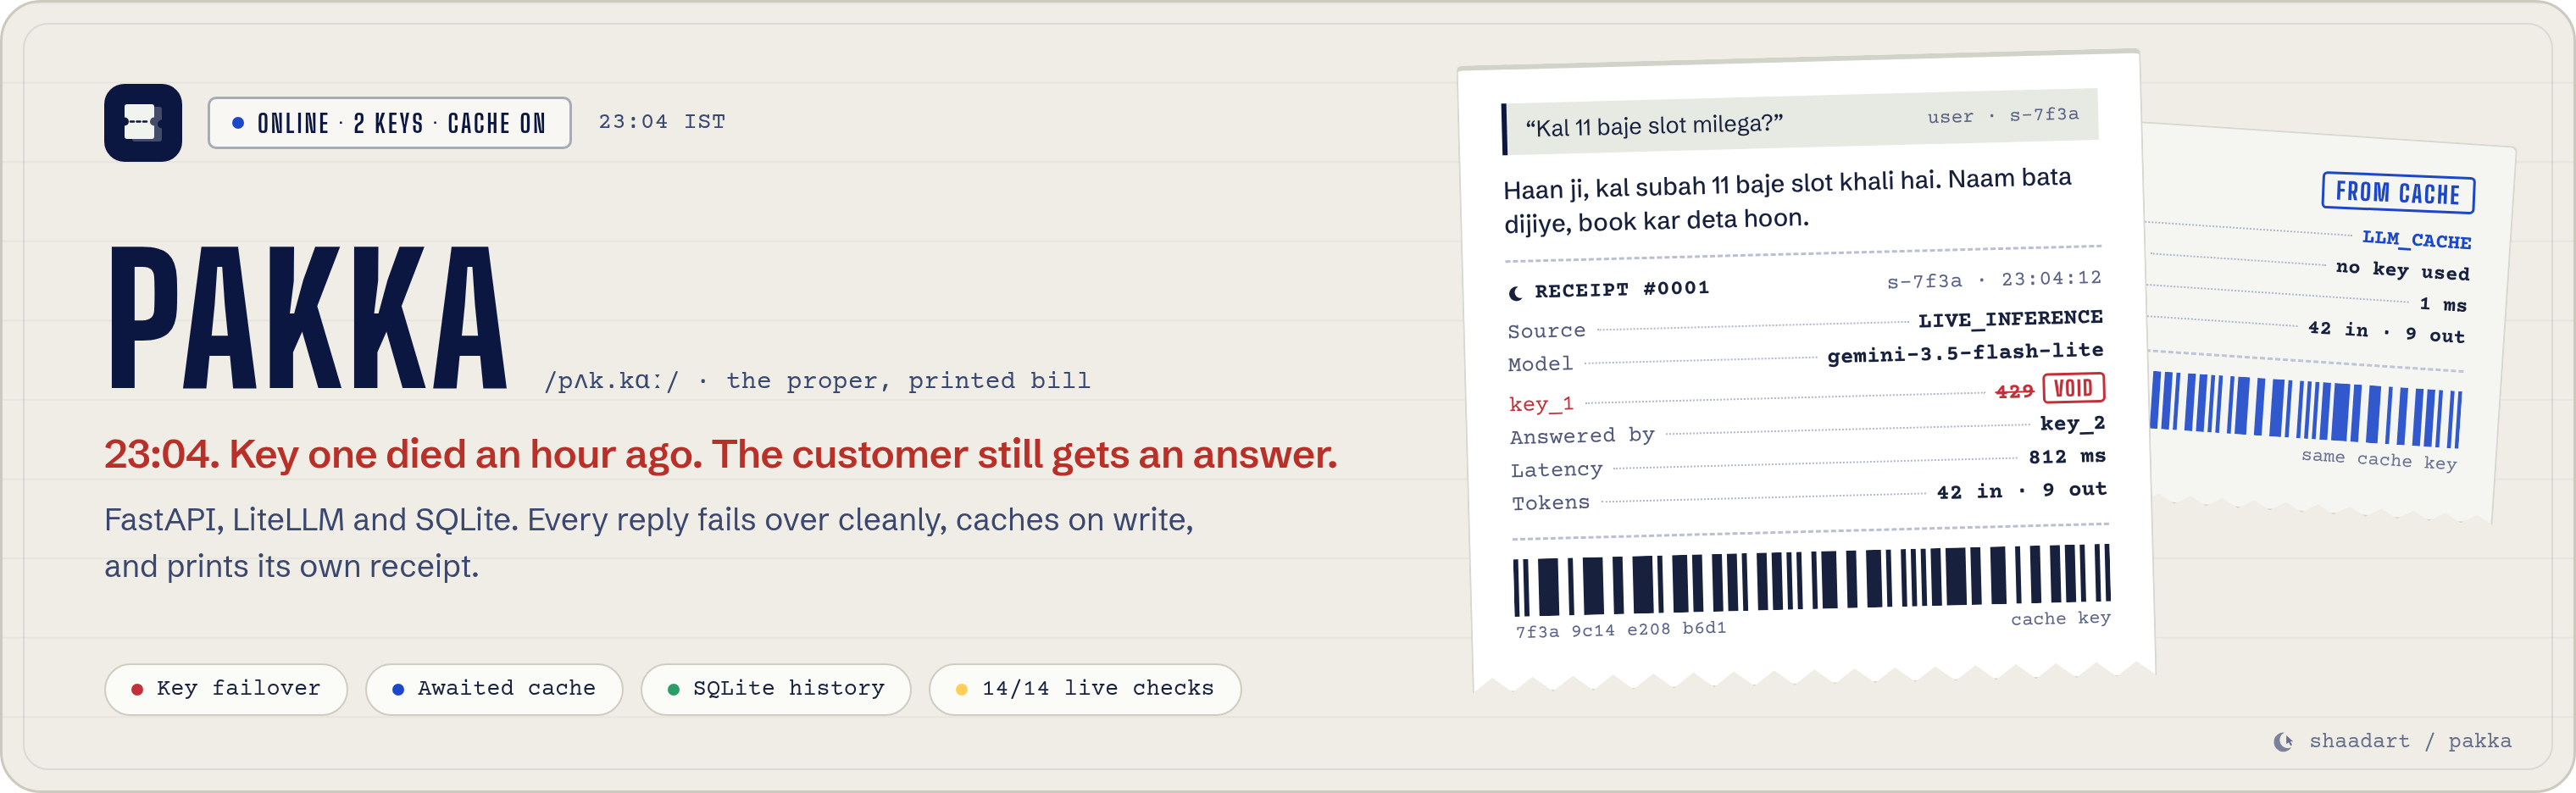 ONLINE · 2 KEYS · CACHE ON
23:04 IST
PAKKA
/pʌk.kɑː/ · the proper, printed bill
23:04. Key one died an hour ago. The customer still gets an answer.
FastAPI, LiteLLM and SQLite. Every reply fails over cleanly, caches on write,
and prints its own receipt.
Key failover
Awaited cache
SQLite history
14/14 live checks
“Kal 11 baje slot milega?”
user · s-7f3a
Haan ji, kal subah 11 baje slot khali hai. Naam bata
dijiye, book kar deta hoon.
RECEIPT #0001
s-7f3a · 23:04:12
Source LIVE_INFERENCE
Model gemini-3.5-flash-lite
key_1 429 VOID
Answered by key_2
Latency 812 ms
Tokens 42 in · 9 out
7f3a 9c14 e208 b6d1
cache key
FROM CACHE
LLM_CACHE
no key used
1 ms
42 in · 9 out
same cache key
shaadart / pakka